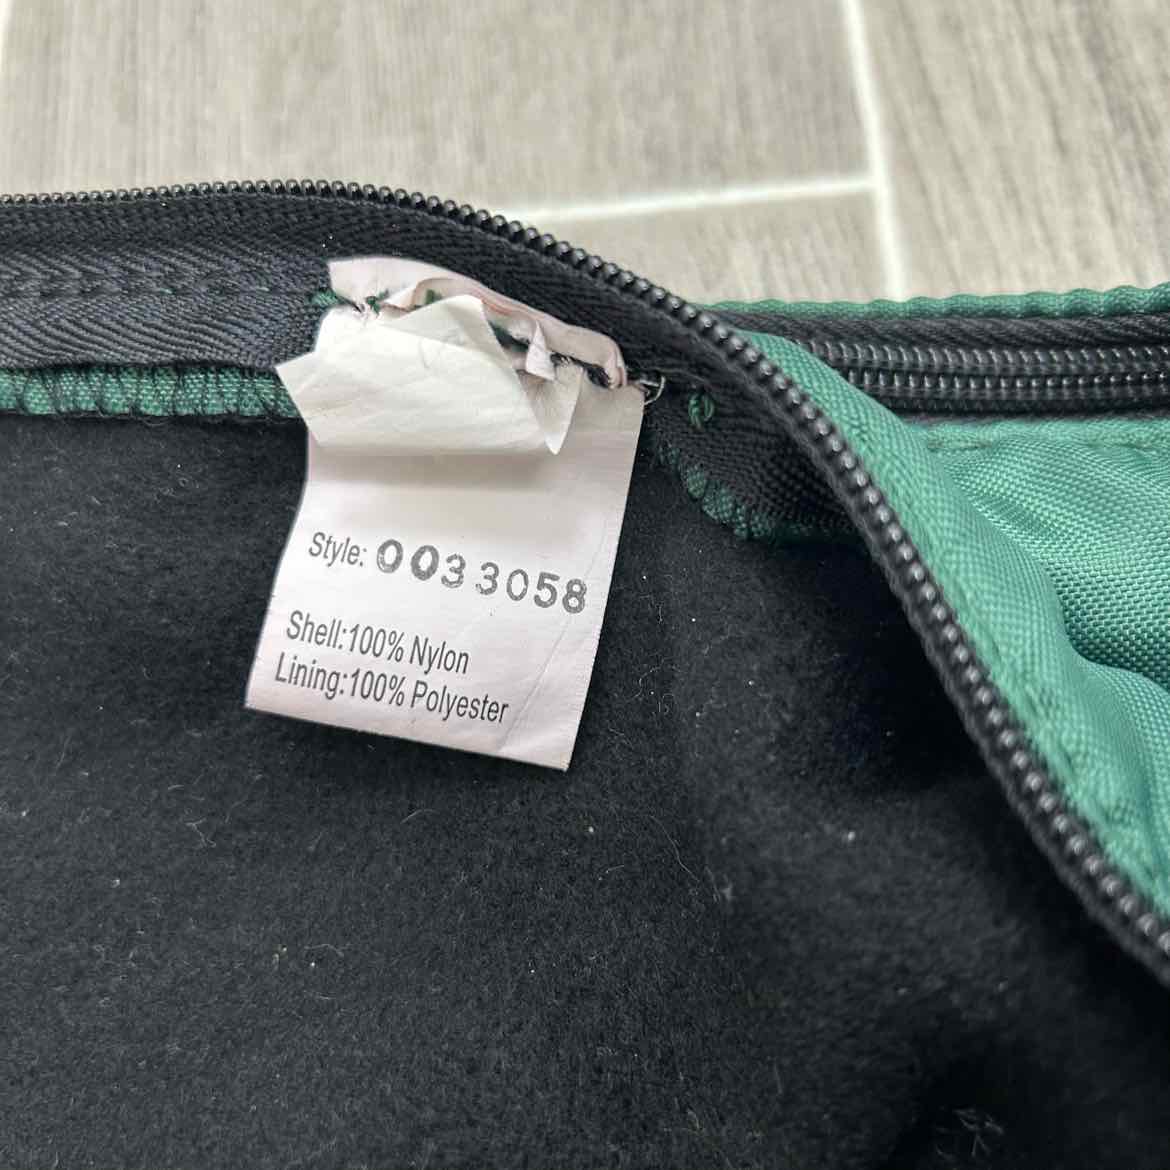 Style: 0033058
Shell:100% Nylon
Lining:100% Polyester